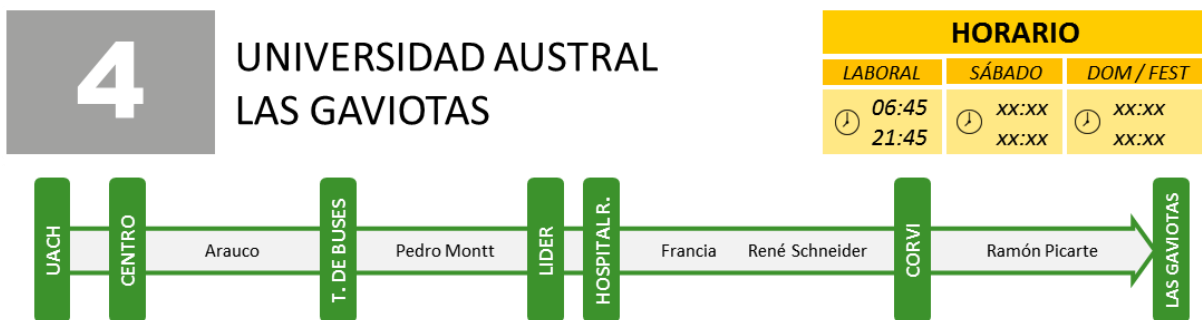 4
UNIVERSIDAD AUSTRAL
LAS GAVIOTAS
HORARIO
LABORAL SÁBADO DOM / FEST
06:45 xx:xx xx:xx
21:45 xx:xx xx:xx
UACH
CENTRO
Arauco
T. DE BUSES
Pedro Montt
LIDER
HOSPITAL R.
Francia
René Schneider
CORVI
Ramón Picarte
LAS GAVIOTAS